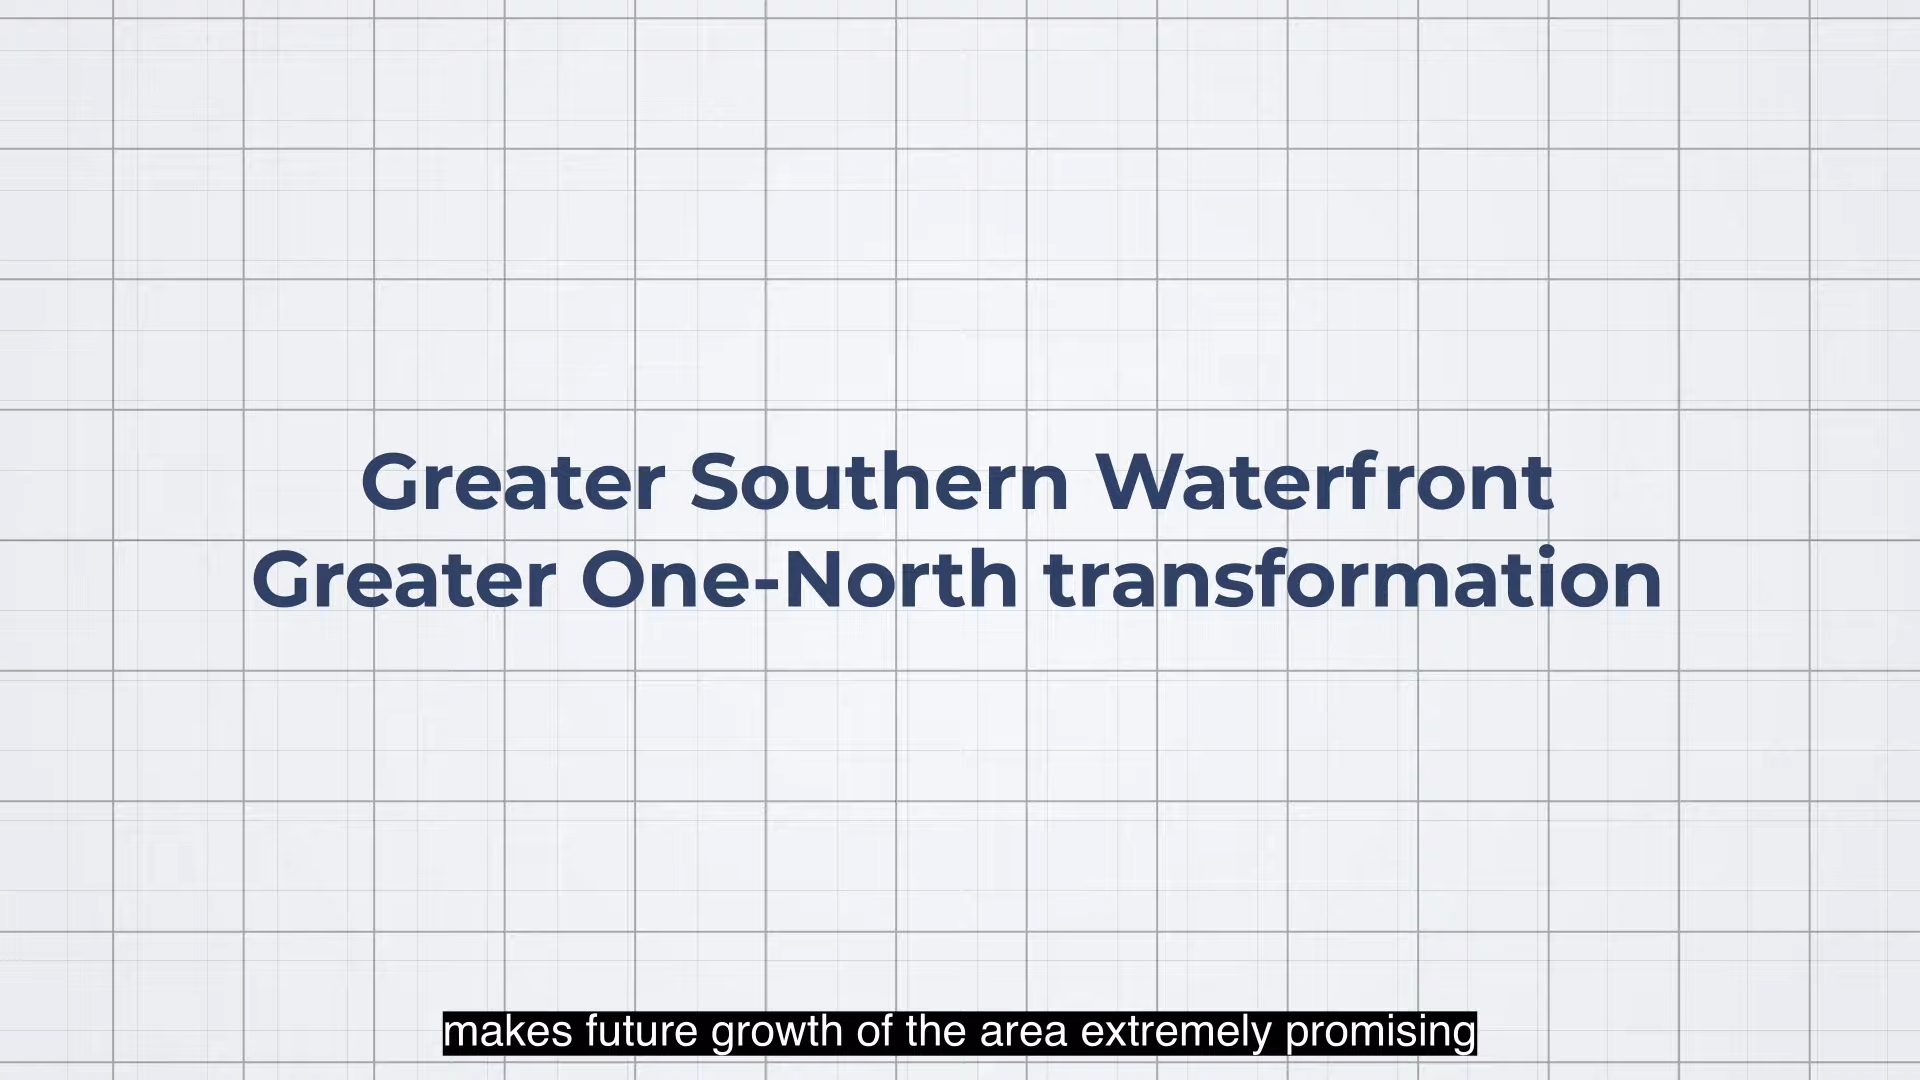 Greater Southern Waterfront
Greater One-North transformation
makes future growth of the area extremely promising